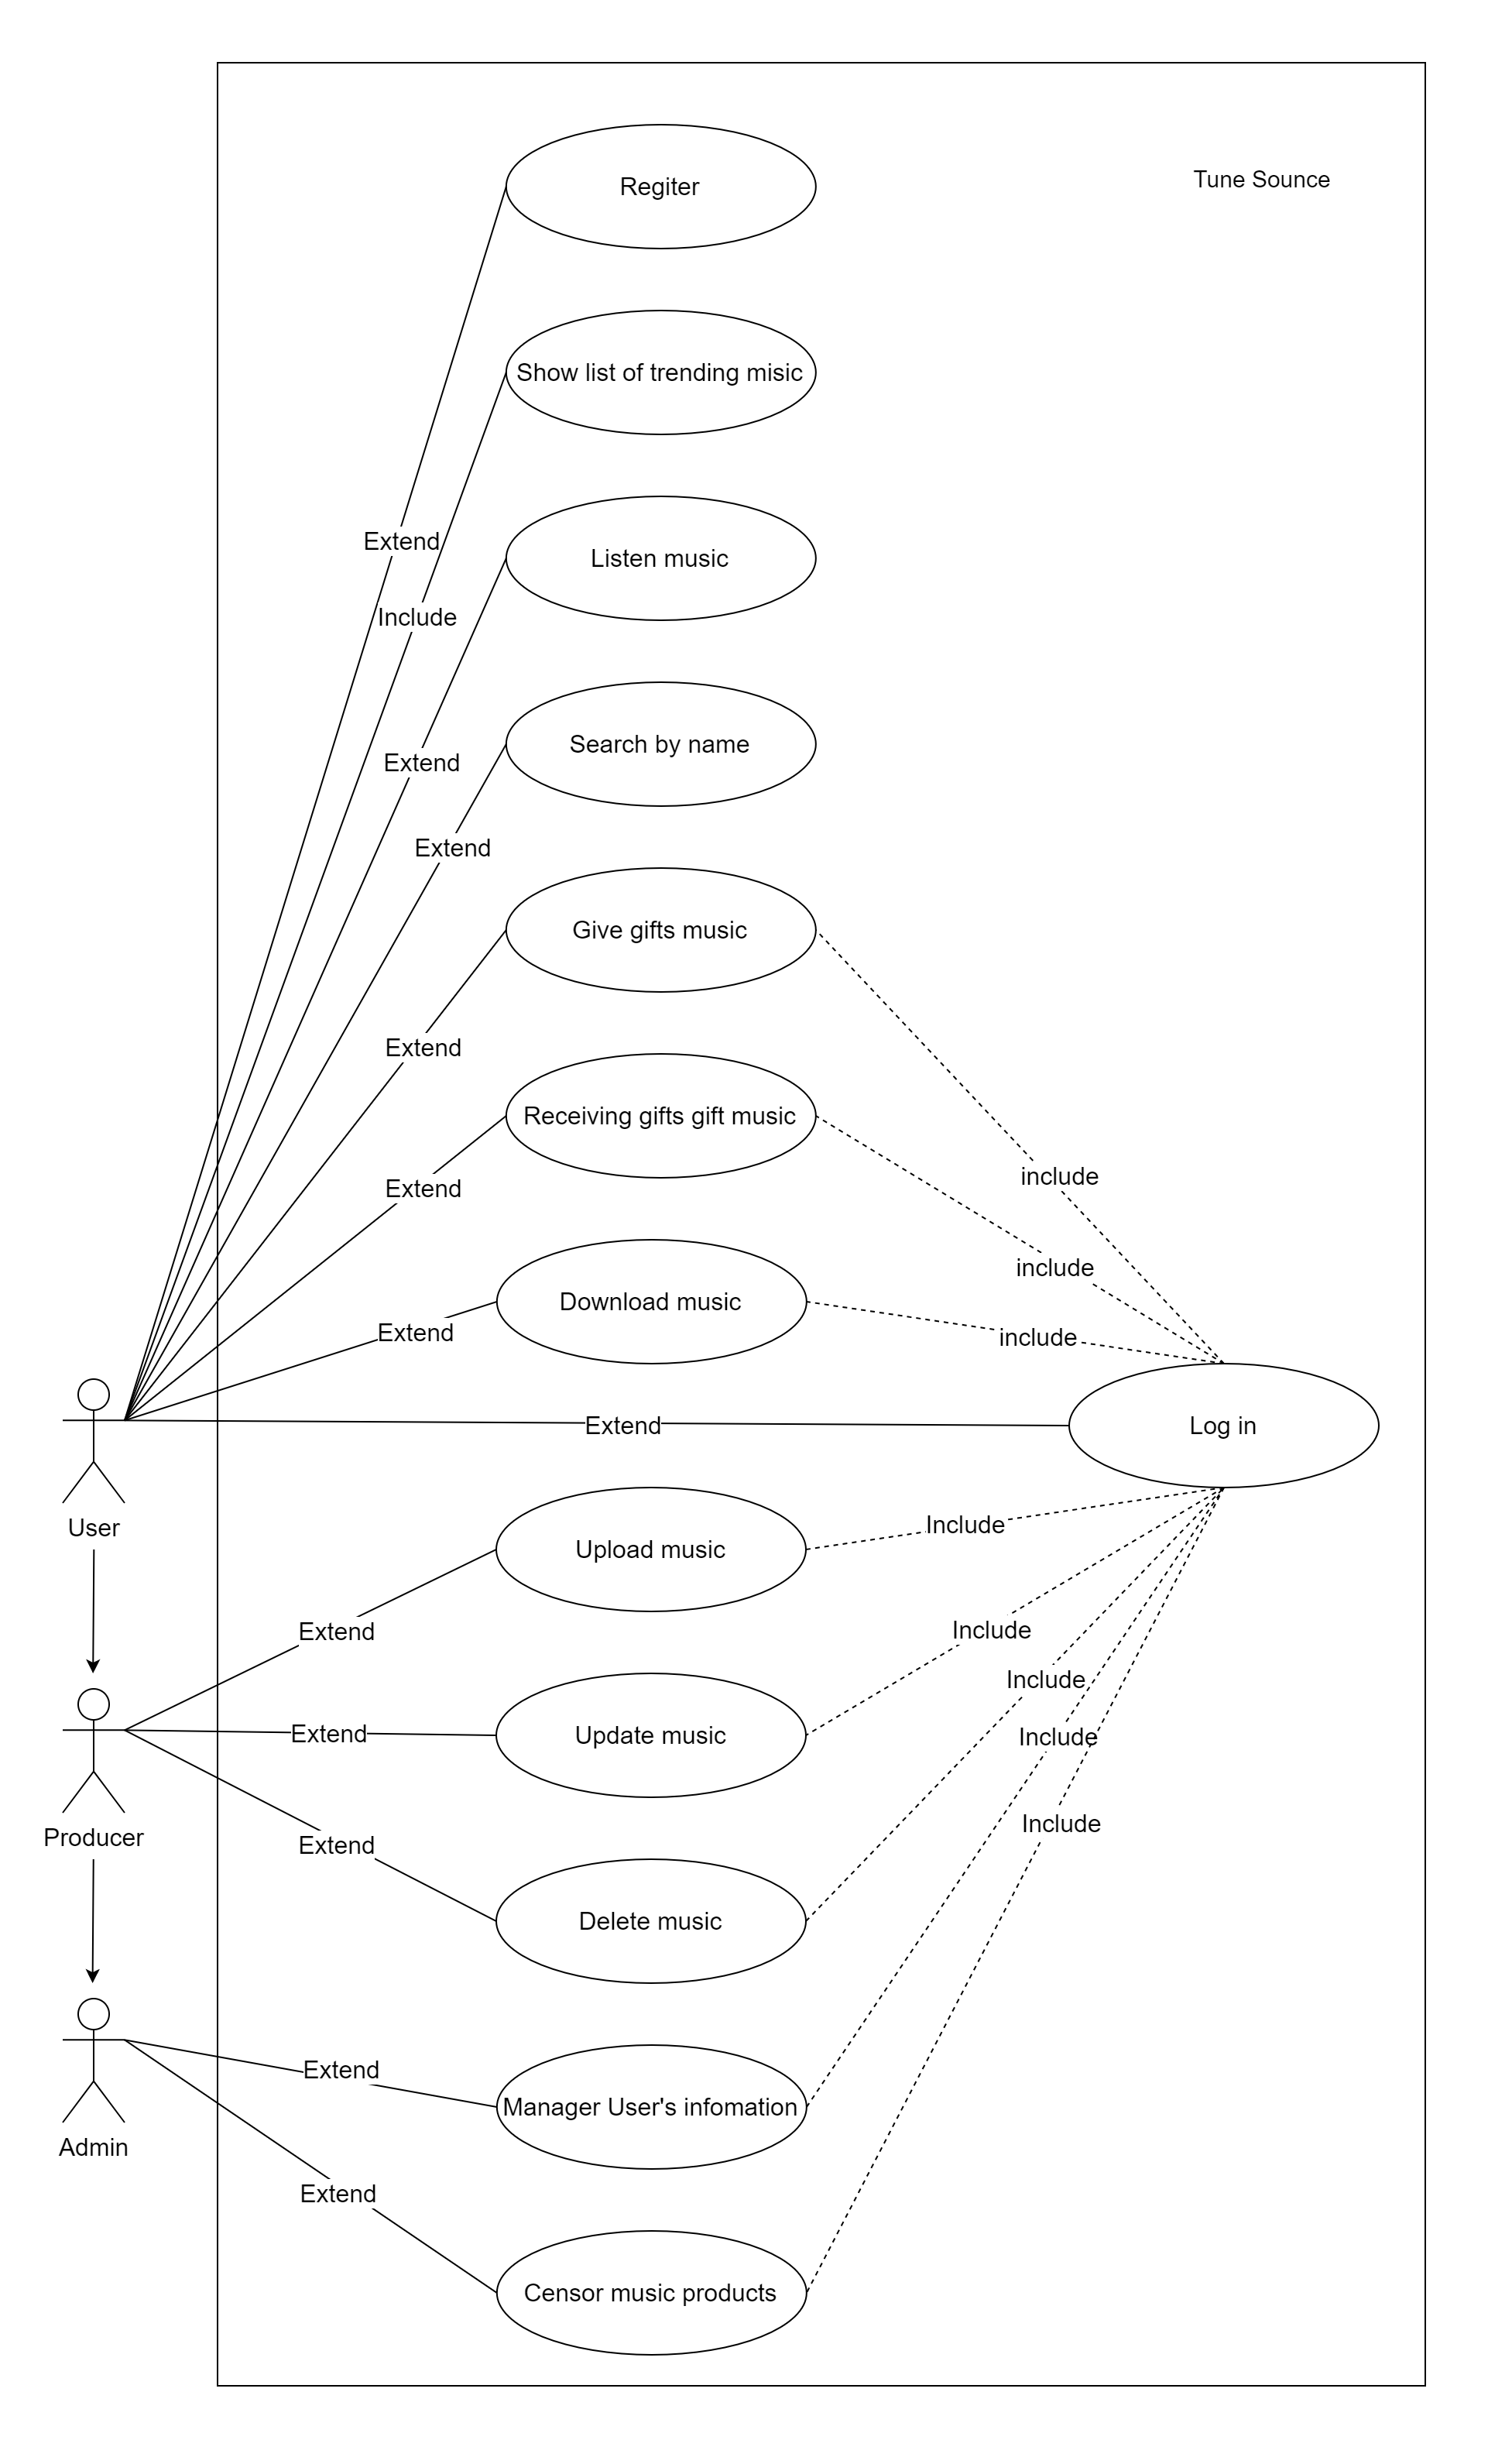 Regiter
Tune Sounce
Show list of trending misic
Extend
Listen music
Include
Search by name
Extend
Extend
Give gifts music
Extend
Receiving gifts gift music
include
Extend
include
Download music
Extend
include
Extend
Log in
User
Include
Upload music
Extend
Include
Include
Extend
Update music
Include
Producer
Extend
Include
Delete music
Extend
Manager User's infomation
Admin
Extend
Censor music products